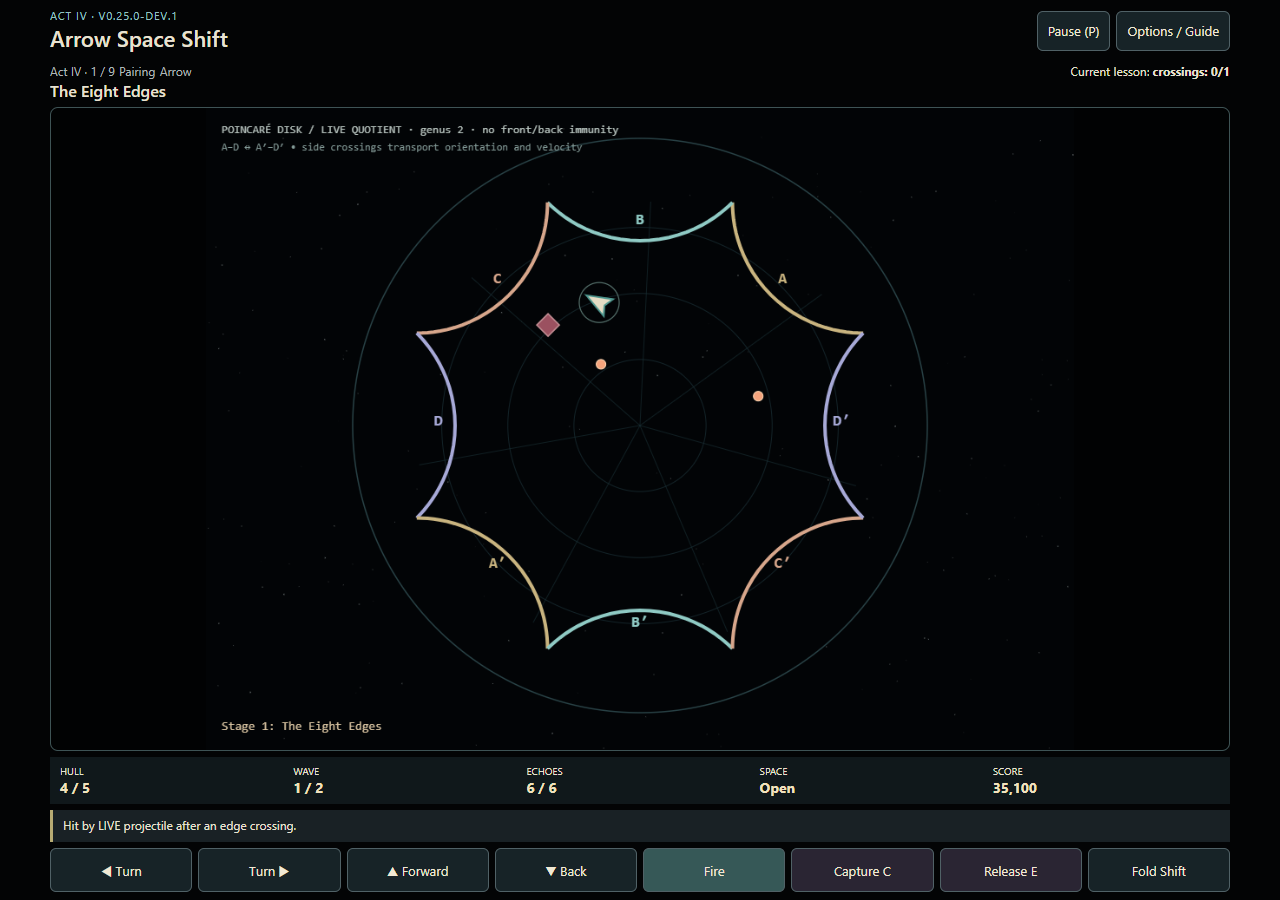 ACT IV · V0.25.0-DEV.1
Arrow Space Shift
Pause (P)
Options / Guide
Act IV · 1 / 9 Pairing Arrow
Current lesson: crossings: 0/1
The Eight Edges
POINCARÉ DISK / LIVE QUOTIENT · genus 2 · no front/back immunity
A–D ↔ A′–D′ • side crossings transport orientation and velocity
B
C
A
D
D′
A′
C′
B′
Stage 1: The Eight Edges
HULL
4 / 5
WAVE
1 / 2
ECHOES
6 / 6
SPACE
Open
SCORE
35,100
Hit by LIVE projectile after an edge crossing.
◀ Turn
Turn ▶
▲ Forward
▼ Back
Fire
Capture C
Release E
Fold Shift